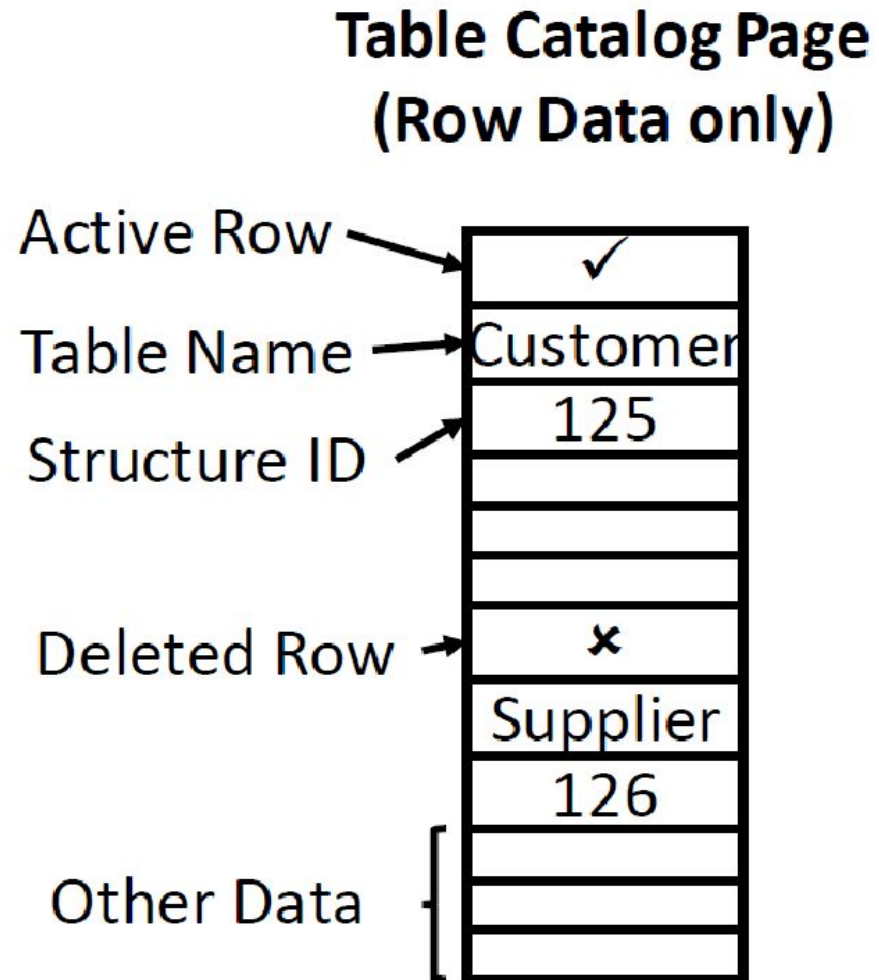 Table Catalog Page
(Row Data only)
Active Row
✓
Table Name
Customer
Structure ID
125
Deleted Row
✘
Supplier
126
Other Data